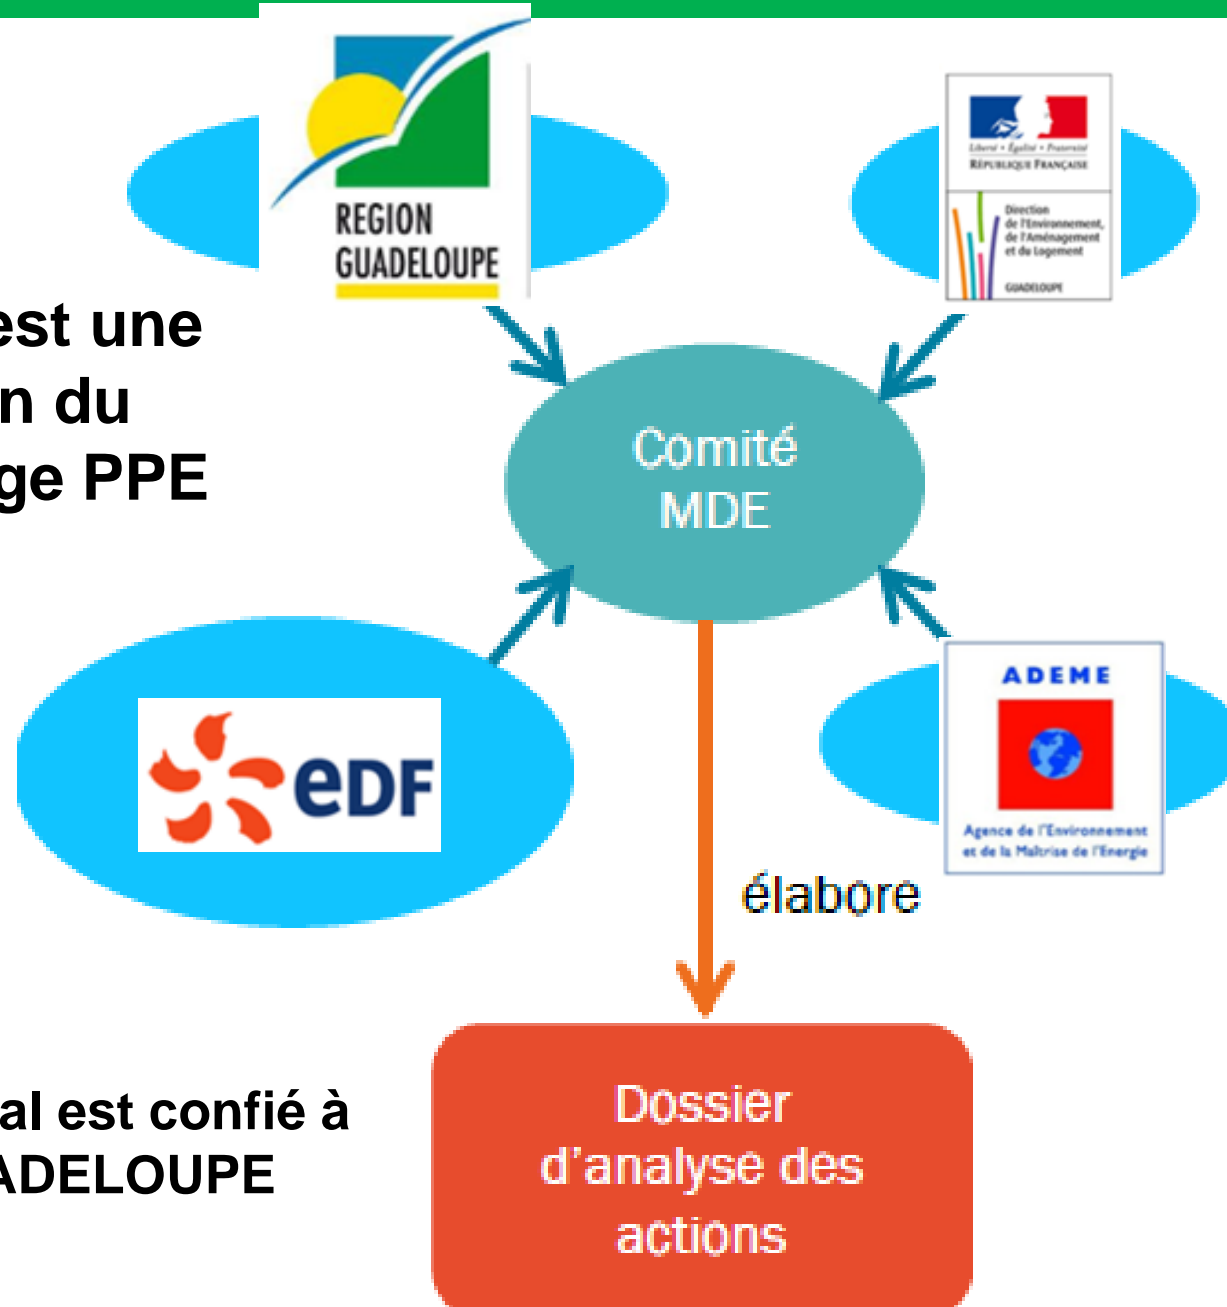 REGION
GUADELOUPE
Liberté • Égalité • Fraternité
RÉPUBLIQUE FRANÇAISE
Direction
de l'Environnement,
de l'Aménagement
et du Logement
GUADELOUPE
est une
n du
ge PPE
Comité
MDE
eDF
ADEME
Agence de l'Environnement
et de la Maîtrise de l'Energie
élabore
al est confié à
ADELOUPE
Dossier
d'analyse des
actions